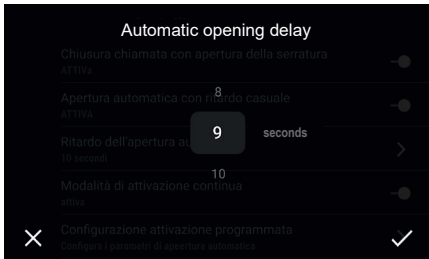 Automatic opening delay
Chiusura chiamata con apertura della serratura
ATTIVa
8
Apertura automatica con ritardo casuale
ATTIVA
9 seconds
Ritardo dell'apertura au
10 secondi
10
Modalità di attivazione continua
attiva
Configurazione attivazione programmata
Configura i parametri di apertura automatica